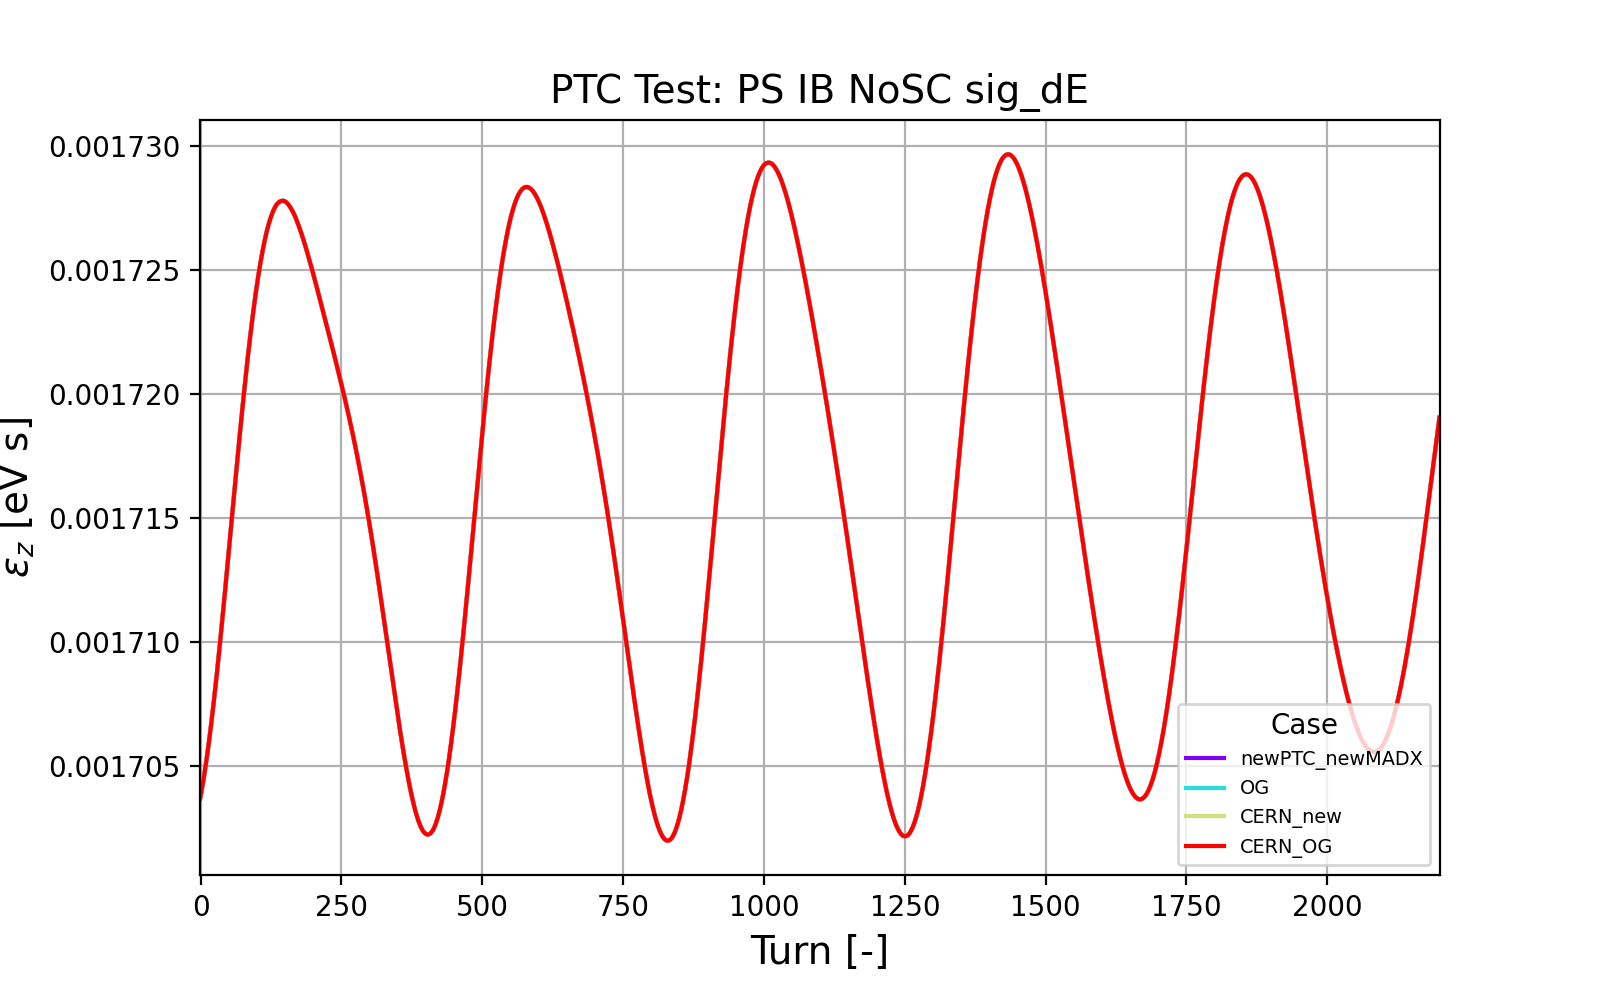 PTC Test: PS IB NoSC sig_dE
ε_z [eV s]
0.001730
0.001725
0.001720
0.001715
0.001710
0.001705
0 250 500 750 1000 1250 1500 1750 2000
Turn [-]
Case
newPTC_newMADX
OG
CERN_new
CERN_OG